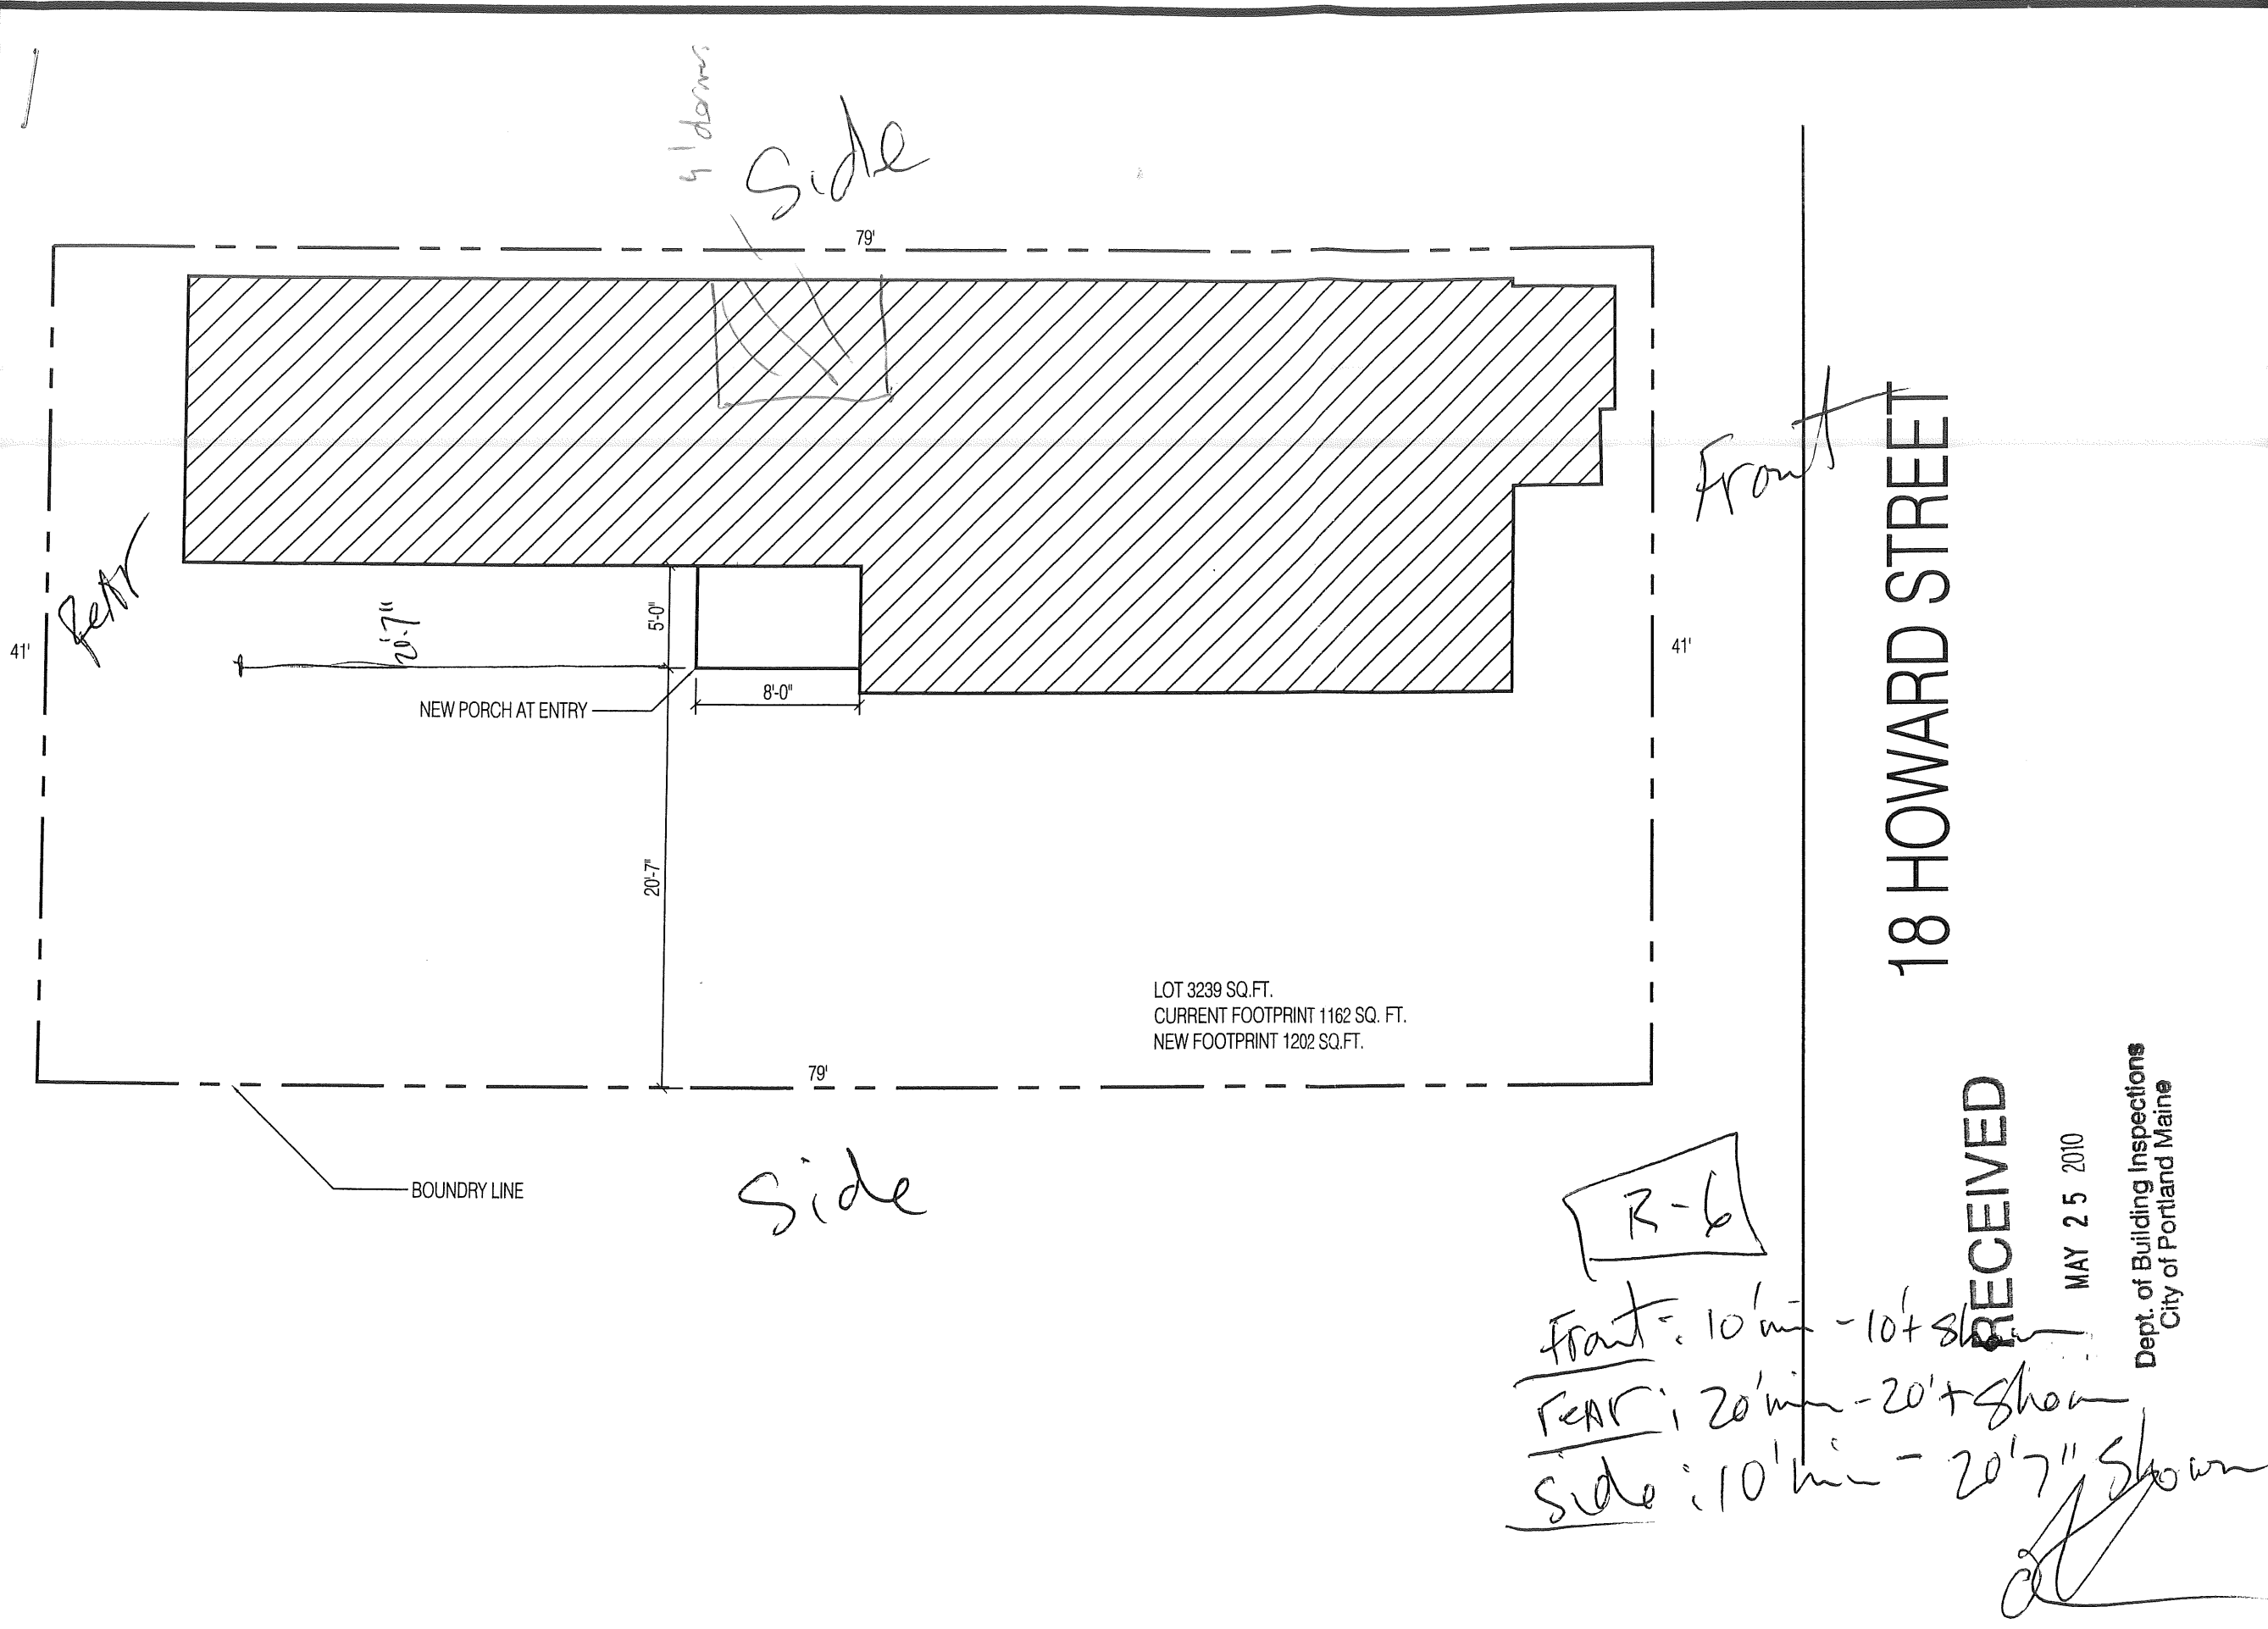 4' dormer
Side
79'
Front
18 HOWARD STREET
Rear
41'
20'7"
5'-0"
41'
8'-0"
NEW PORCH AT ENTRY
20'-7"
LOT 3239 SQ.FT.
CURRENT FOOTPRINT 1162 SQ. FT.
NEW FOOTPRINT 1202 SQ.FT.
79'
BOUNDRY LINE
Side
R-6
RECEIVED
MAY 25 2010
Dept. of Building Inspections
City of Portland Maine
Front: 10' min - 10'+ shown
rear: 20' min - 20'+ shown
side: 10' min - 20'7" shown